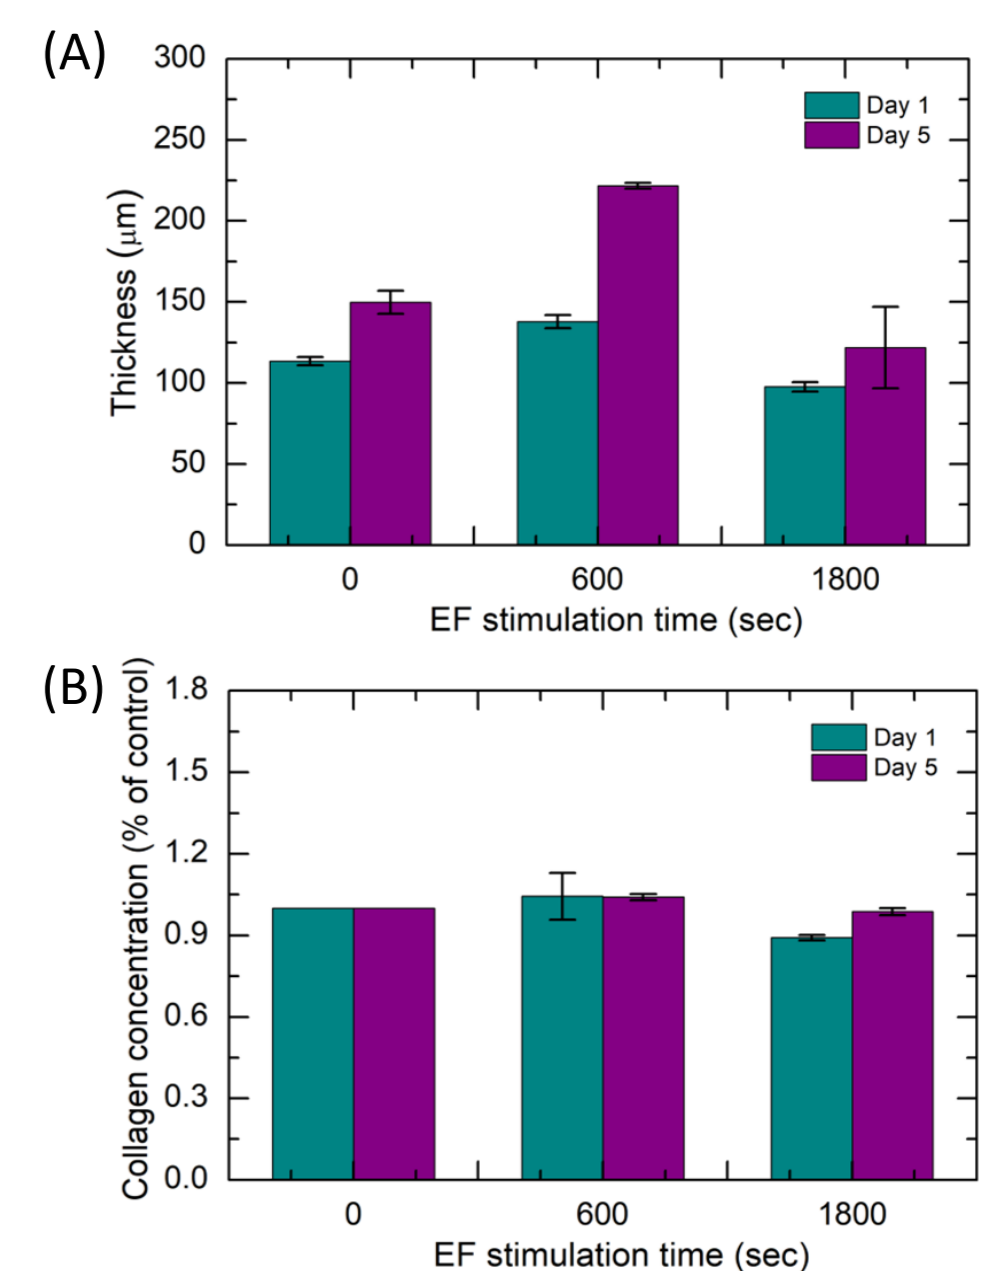 (A)
300
250
200
150
100
50
0
Thickness (μm)
Day 1
Day 5
0 600 1800
EF stimulation time (sec)
(B)
1.8
1.5
1.2
0.9
0.6
0.3
0.0
Collagen concentration (% of control)
Day 1
Day 5
0 600 1800
EF stimulation time (sec)